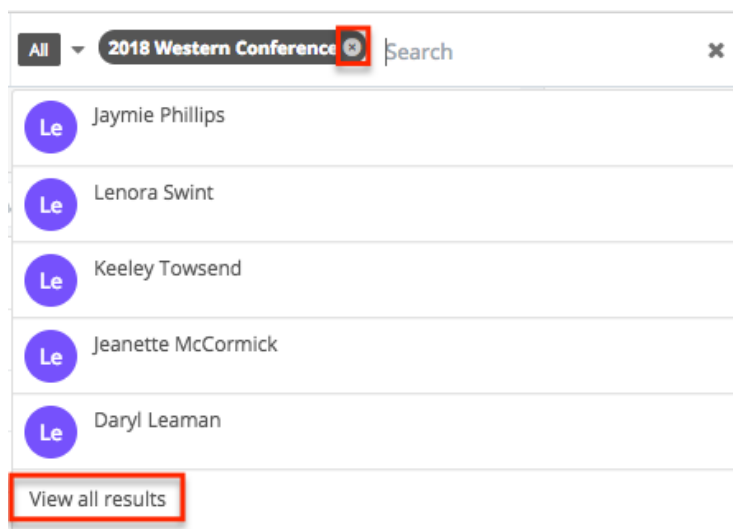 All 2018 Western Conference Search
Le Jaymie Phillips
Le Lenora Swint
Le Keeley Towsend
Le Jeanette McCormick
Le Daryl Leaman
View all results